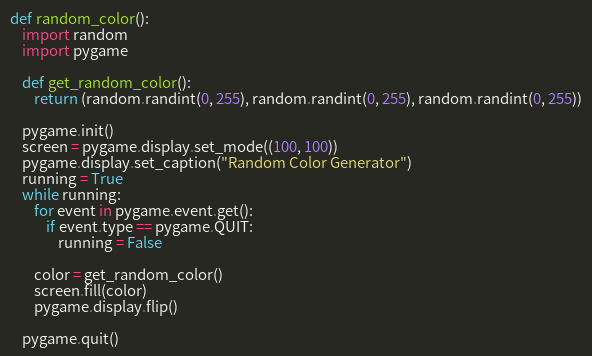 def random_color():
    import random
    import pygame

    def get_random_color():
        return (random.randint(0, 255), random.randint(0, 255), random.randint(0, 255))

    pygame.init()
    screen = pygame.display.set_mode((100, 100))
    pygame.display.set_caption("Random Color Generator")
    running = True
    while running:
        for event in pygame.event.get():
            if event.type == pygame.QUIT:
                running = False

        color = get_random_color()
        screen.fill(color)
        pygame.display.flip()

    pygame.quit()